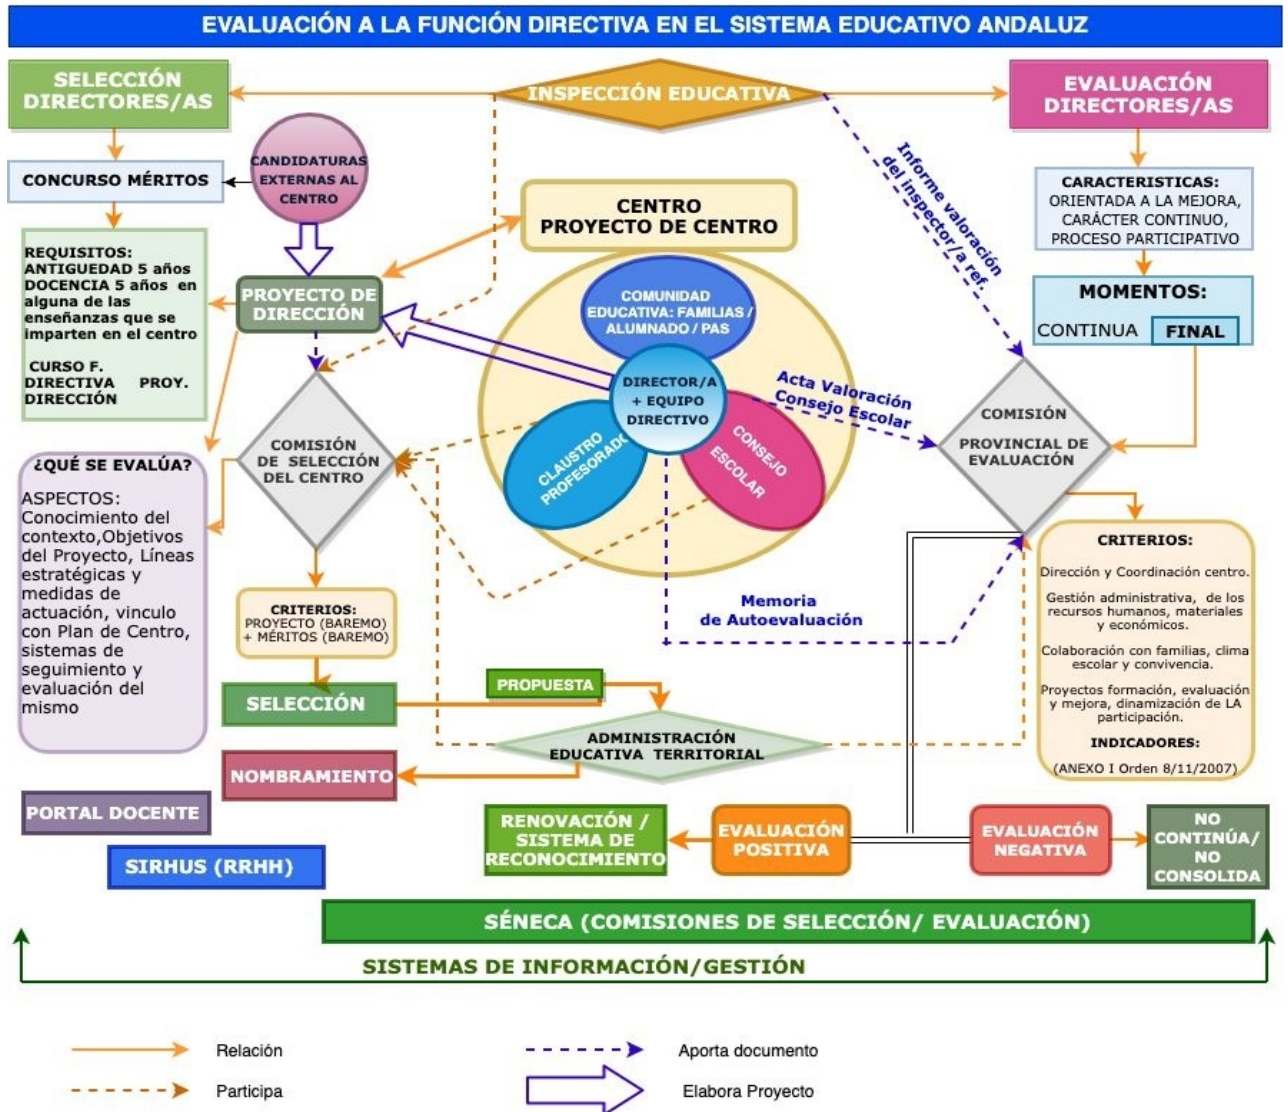 EVALUACIÓN A LA FUNCIÓN DIRECTIVA EN EL SISTEMA EDUCATIVO ANDALUZ
SELECCIÓN
DIRECTORES/AS
INSPECCIÓN EDUCATIVA
EVALUACIÓN
DIRECTORES/AS
CONCURSO MÉRITOS
CANDIDATURAS
EXTERNAS AL
CENTRO
REQUISITOS:
ANTIGUEDAD 5 años
DOCENCIA 5 años en
alguna de las
enseñanzas que se
imparten en el centro
CURSO F.
DIRECTIVA PROY.
DIRECCIÓN
PROYECTO DE
DIRECCIÓN
CENTRO
PROYECTO DE CENTRO
COMUNIDAD
EDUCATIVA: FAMILIAS /
ALUMNADO / PAS
DIRECTOR/A
+ EQUIPO
DIRECTIVO
CLAUSTRO
PROFESORADO
CONSEJO
ESCOLAR
Informe valoración
del inspector/a ref.
Acta Valoración
Consejo Escolar
Memoria
de Autoevaluación
CARACTERISTICAS:
ORIENTADA A LA MEJORA,
CARÁCTER CONTINUO,
PROCESO PARTICIPATIVO
MOMENTOS:
CONTINUA FINAL
COMISIÓN
PROVINCIAL DE
EVALUACIÓN
COMISIÓN
DE SELECCIÓN
DEL CENTRO
¿QUÉ SE EVALÚA?
ASPECTOS:
Conocimiento del
contexto,Objetivos
del Proyecto, Líneas
estratégicas y
medidas de
actuación, vinculo
con Plan de Centro,
sistemas de
seguimiento y
evaluación del
mismo
CRITERIOS:
PROYECTO (BAREMO)
+ MÉRITOS (BAREMO)
SELECCIÓN
PROPUESTA
ADMINISTRACIÓN
EDUCATIVA TERRITORIAL
NOMBRAMIENTO
CRITERIOS:
Dirección y Coordinación centro.
Gestión administrativa, de los
recursos humanos, materiales
y económicos.
Colaboración con familias, clima
escolar y convivencia.
Proyectos formación, evaluación
y mejora, dinamización de LA
participación.
INDICADORES:
(ANEXO I Orden 8/11/2007)
PORTAL DOCENTE
SIRHUS (RRHH)
RENOVACIÓN /
SISTEMA DE
RECONOCIMIENTO
EVALUACIÓN
POSITIVA
EVALUACIÓN
NEGATIVA
NO
CONTINÚA/
NO
CONSOLIDA
SÉNECA (COMISIONES DE SELECCIÓN/ EVALUACIÓN)
SISTEMAS DE INFORMACIÓN/GESTIÓN
Relación
Aporta documento
Participa
Elabora Proyecto